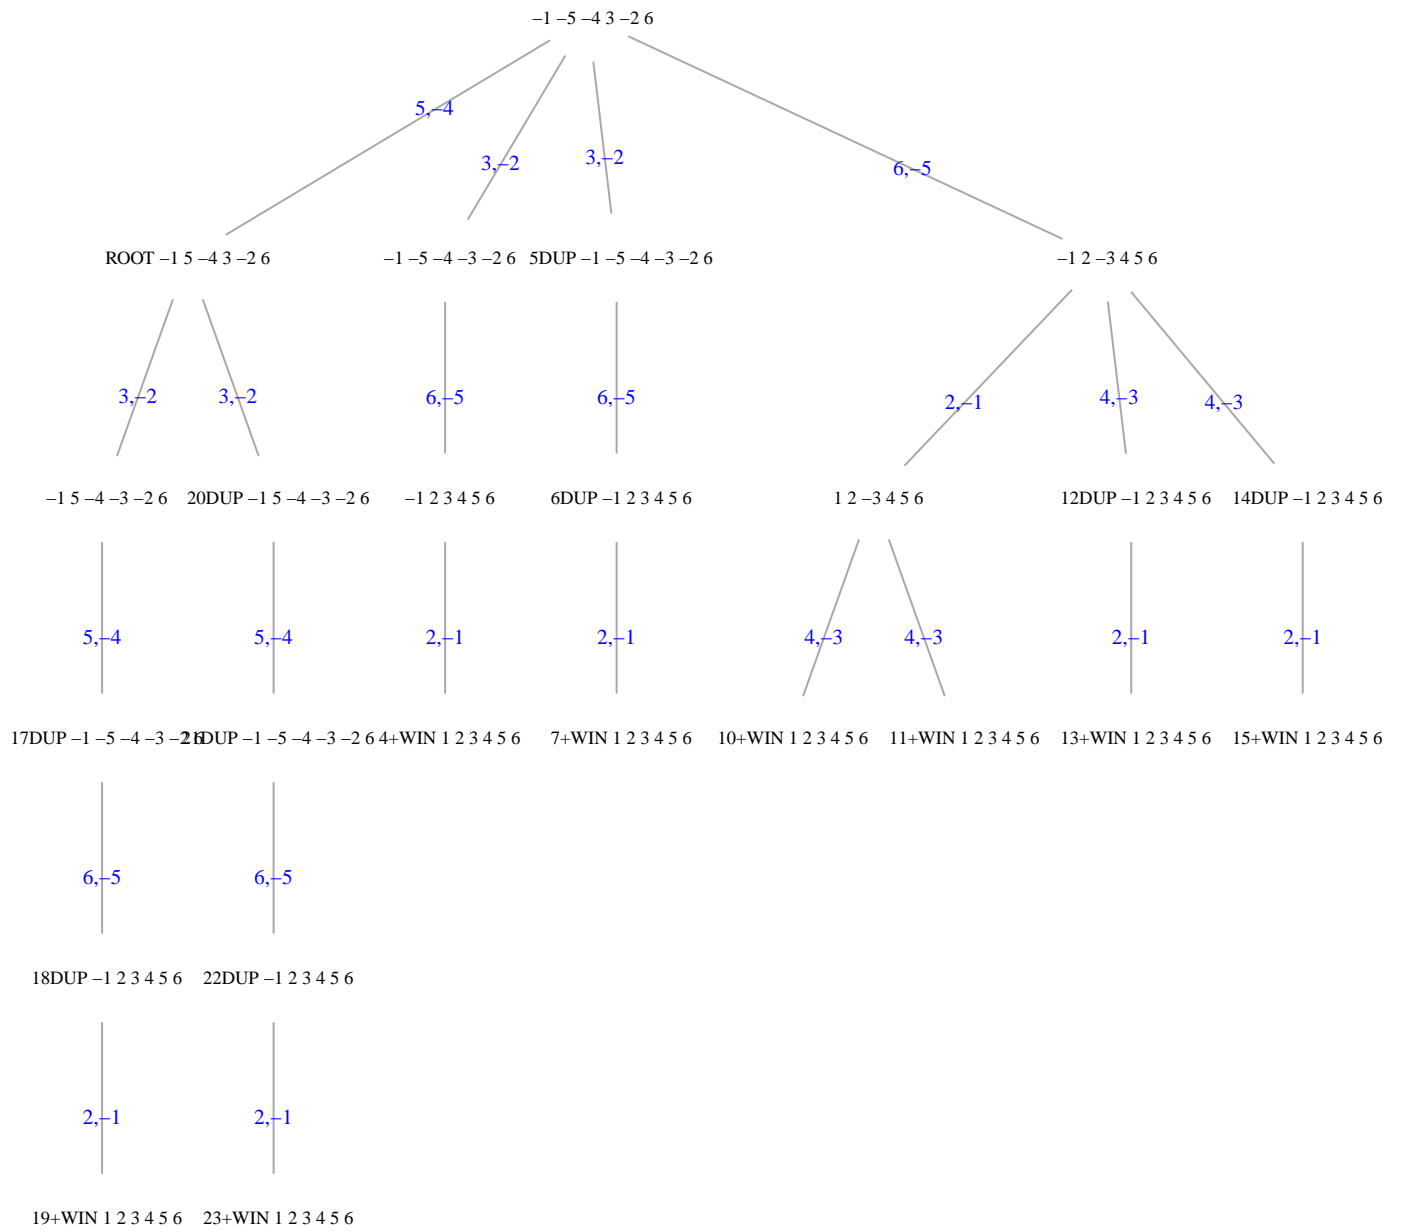 –1 –5 –4 3 –2 6
5,–4
3,–2
3,–2
6,–5
ROOT –1 5 –4 3 –2 6
–1 –5 –4 –3 –2 6
5DUP –1 –5 –4 –3 –2 6
–1 2 –3 4 5 6
3,–2
3,–2
6,–5
6,–5
2,–1
4,–3
4,–3
–1 5 –4 –3 –2 6
20DUP –1 5 –4 –3 –2 6
–1 2 3 4 5 6
6DUP –1 2 3 4 5 6
1 2 –3 4 5 6
12DUP –1 2 3 4 5 6
14DUP –1 2 3 4 5 6
5,–4
5,–4
2,–1
2,–1
4,–3
4,–3
2,–1
2,–1
17DUP –1 –5 –4 –3 –2 6
21DUP –1 –5 –4 –3 –2 6
4+WIN 1 2 3 4 5 6
7+WIN 1 2 3 4 5 6
10+WIN 1 2 3 4 5 6
11+WIN 1 2 3 4 5 6
13+WIN 1 2 3 4 5 6
15+WIN 1 2 3 4 5 6
6,–5
6,–5
18DUP –1 2 3 4 5 6
22DUP –1 2 3 4 5 6
2,–1
2,–1
19+WIN 1 2 3 4 5 6
23+WIN 1 2 3 4 5 6